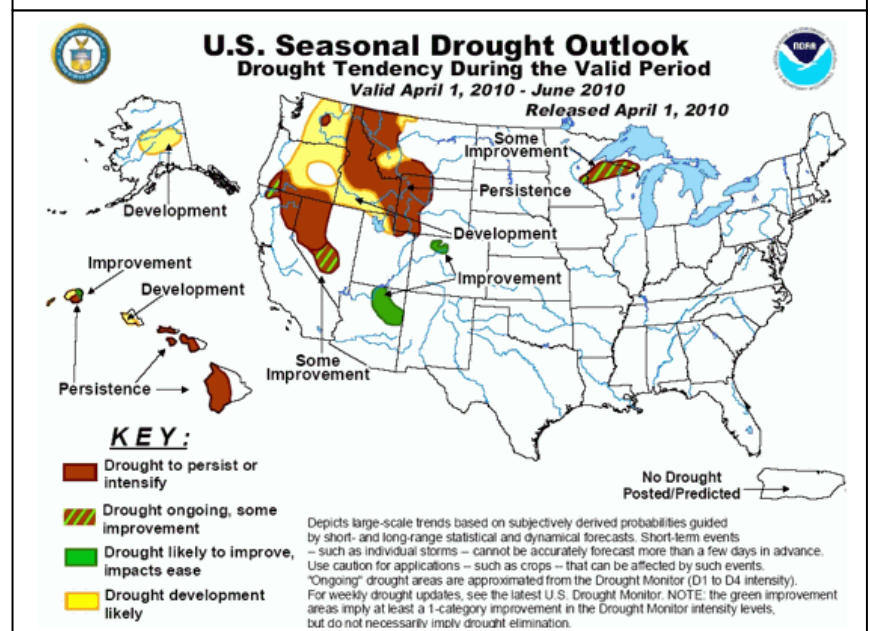 U.S. Seasonal Drought Outlook
Drought Tendency During the Valid Period
Valid April 1, 2010 - June 2010
Released April 1, 2010
NOAA
Some
Improvement
Persistence
Development
Development
Improvement
Improvement
Development
Some
Improvement
Persistence
KEY:
Drought to persist or
intensify
Drought ongoing, some
improvement
Drought likely to improve,
impacts ease
Drought development
likely
No Drought
Posted/Predicted
Depicts large-scale trends based on subjectively derived probabilities guided
by short- and long-range statistical and dynamical forecasts. Short-term events
-- such as individual storms -- cannot be accurately forecast more than a few days in advance.
Use caution for applications -- such as crops -- that can be affected by such events.
"Ongoing" drought areas are approximated from the Drought Monitor (D1 to D4 intensity).
For weekly drought updates, see the latest U.S. Drought Monitor. NOTE: the green improvement
areas imply at least a 1-category improvement in the Drought Monitor intensity levels,
but do not necessarily imply drought elimination.